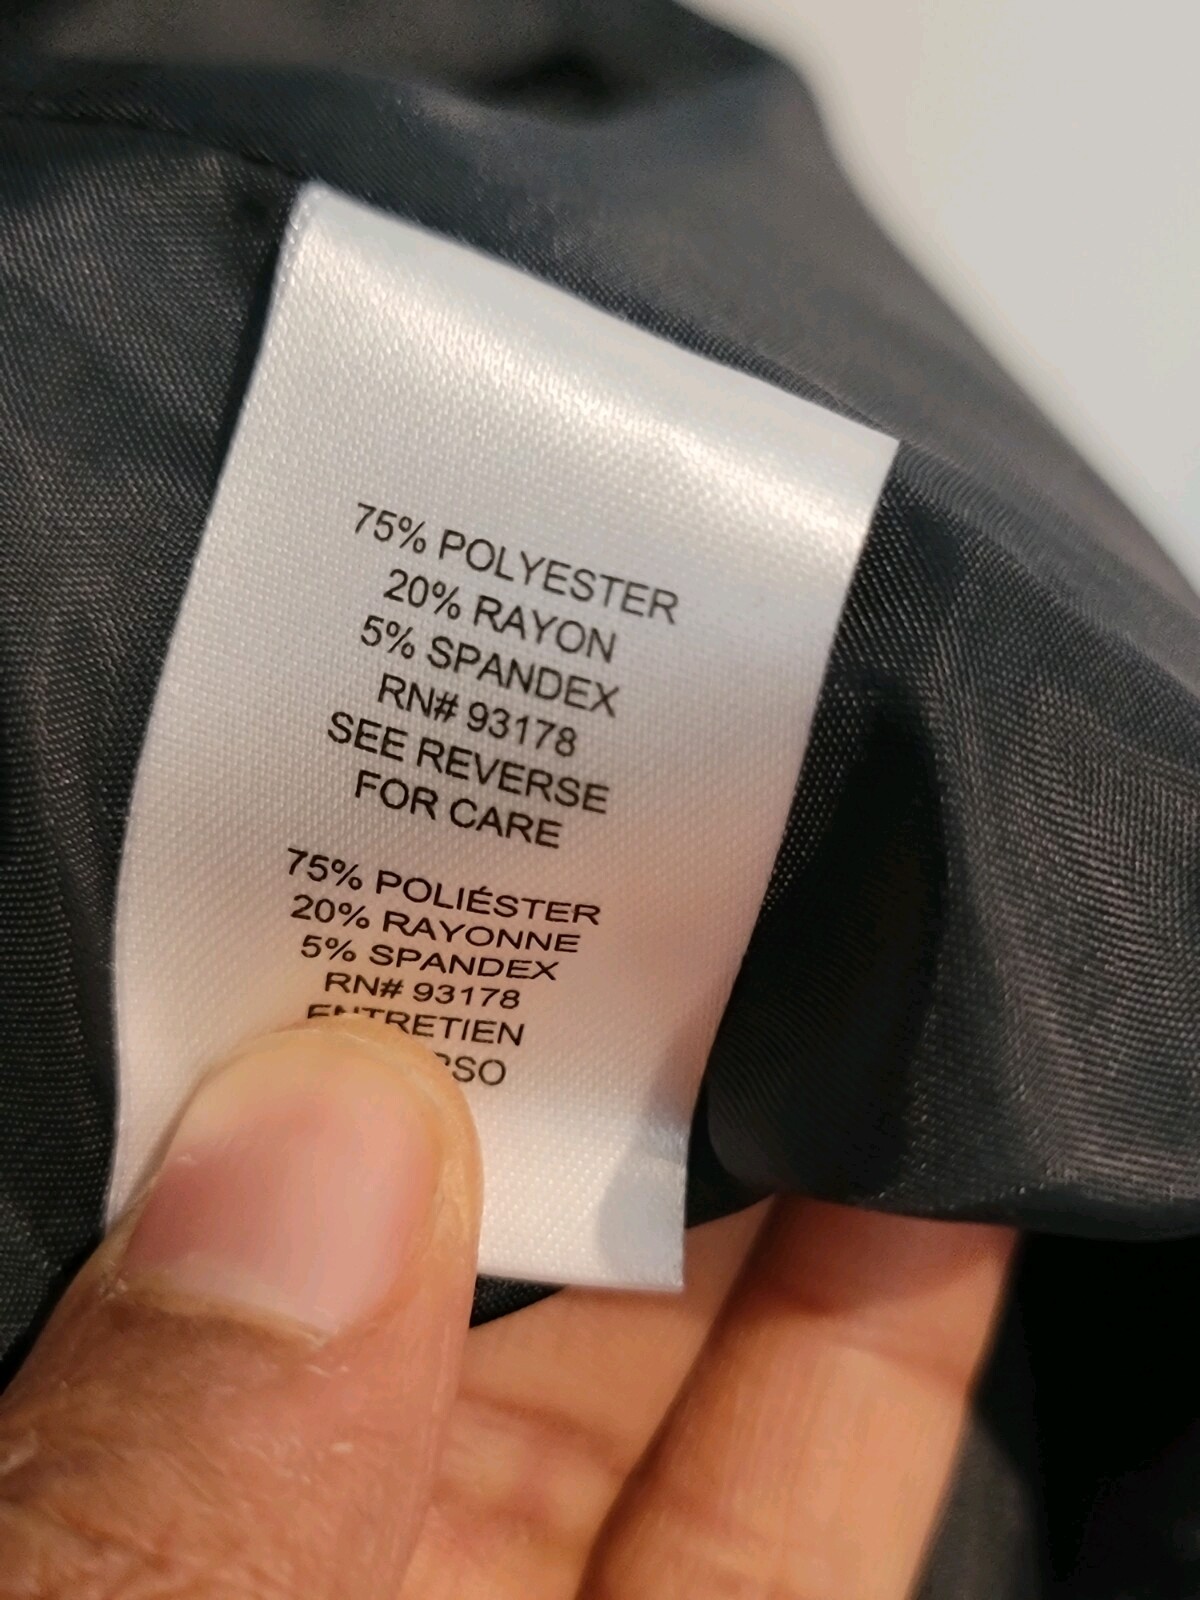 75% POLYESTER
20% RAYON
5% SPANDEX
RN# 93178
SEE REVERSE
FOR CARE
75% POLIÉSTER
20% RAYONNE
5% SPANDEX
RN# 93178
ENTRETIEN